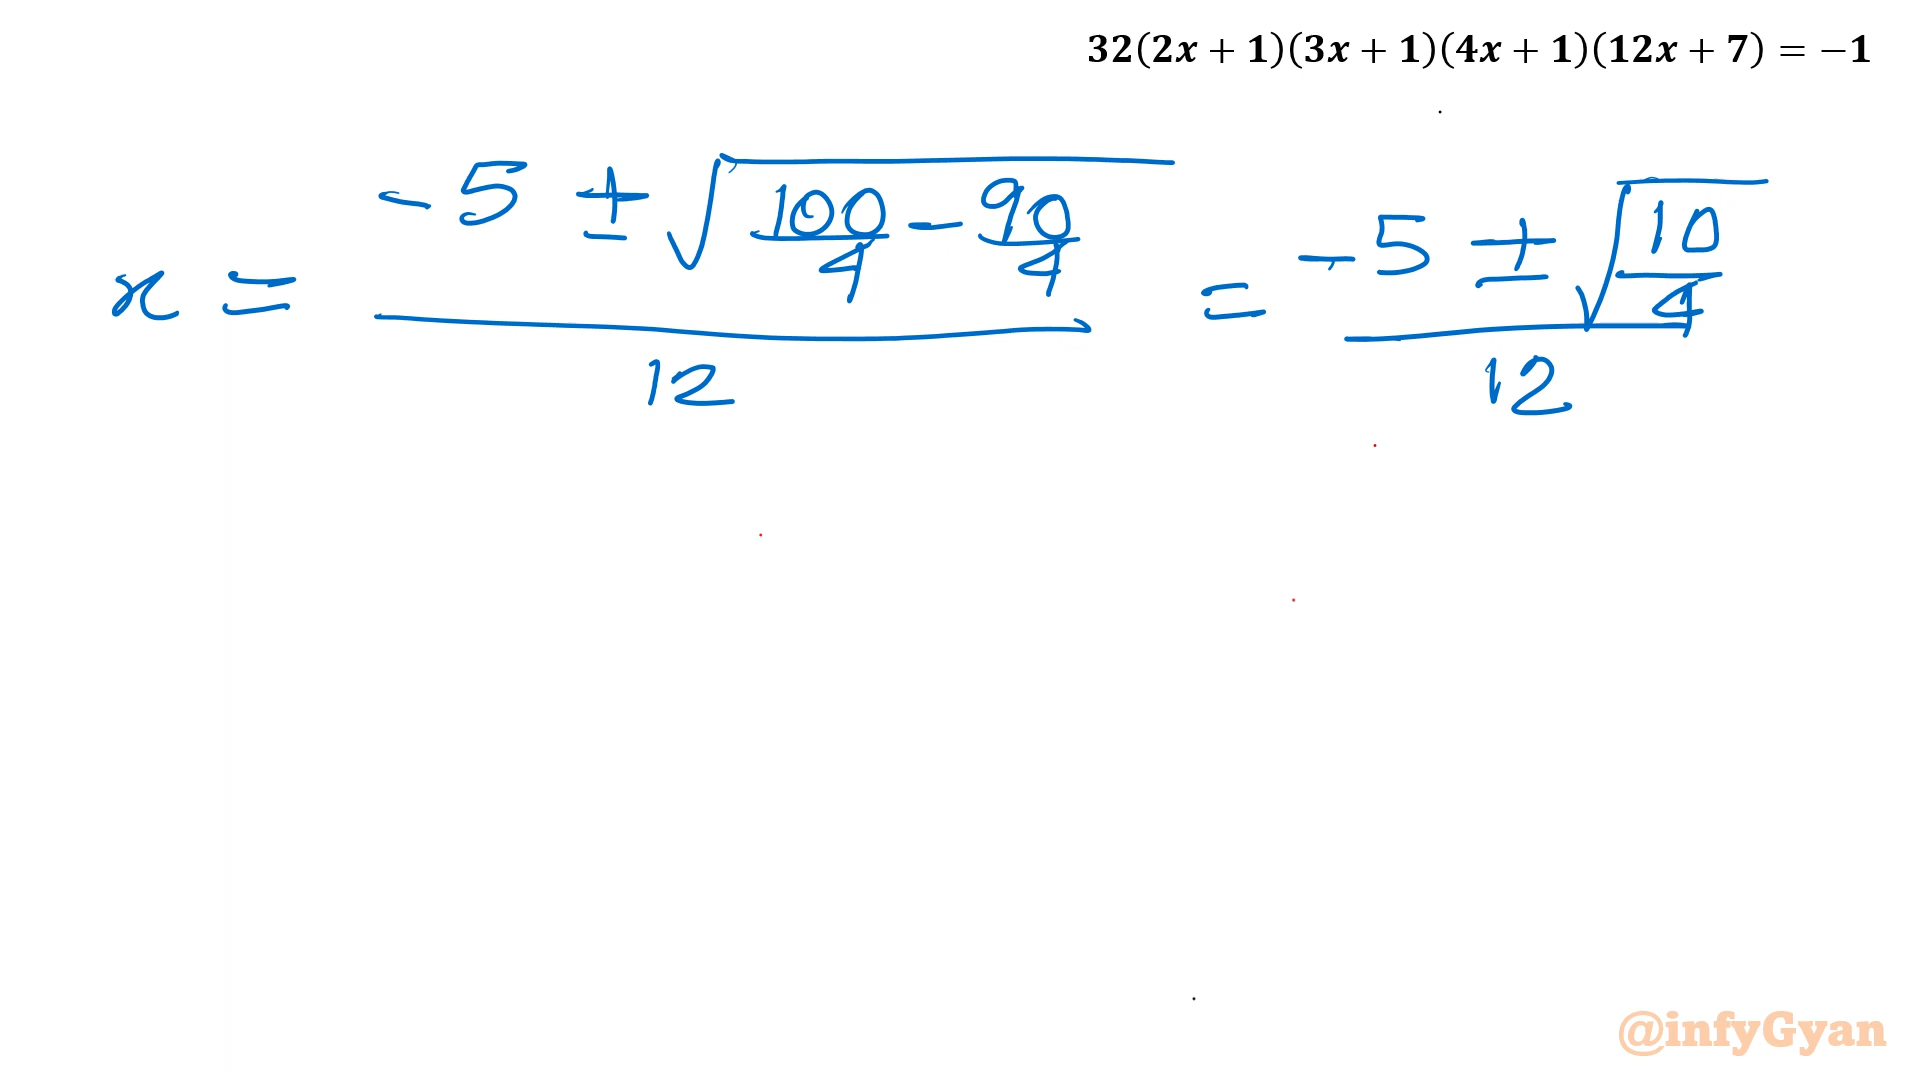 32(2x + 1)(3x + 1)(4x + 1)(12x + 7) = −1
x = (-5 ± √(100/4 - 90/4))/12 = (-5 ± √(10/4))/12
@infyGyan